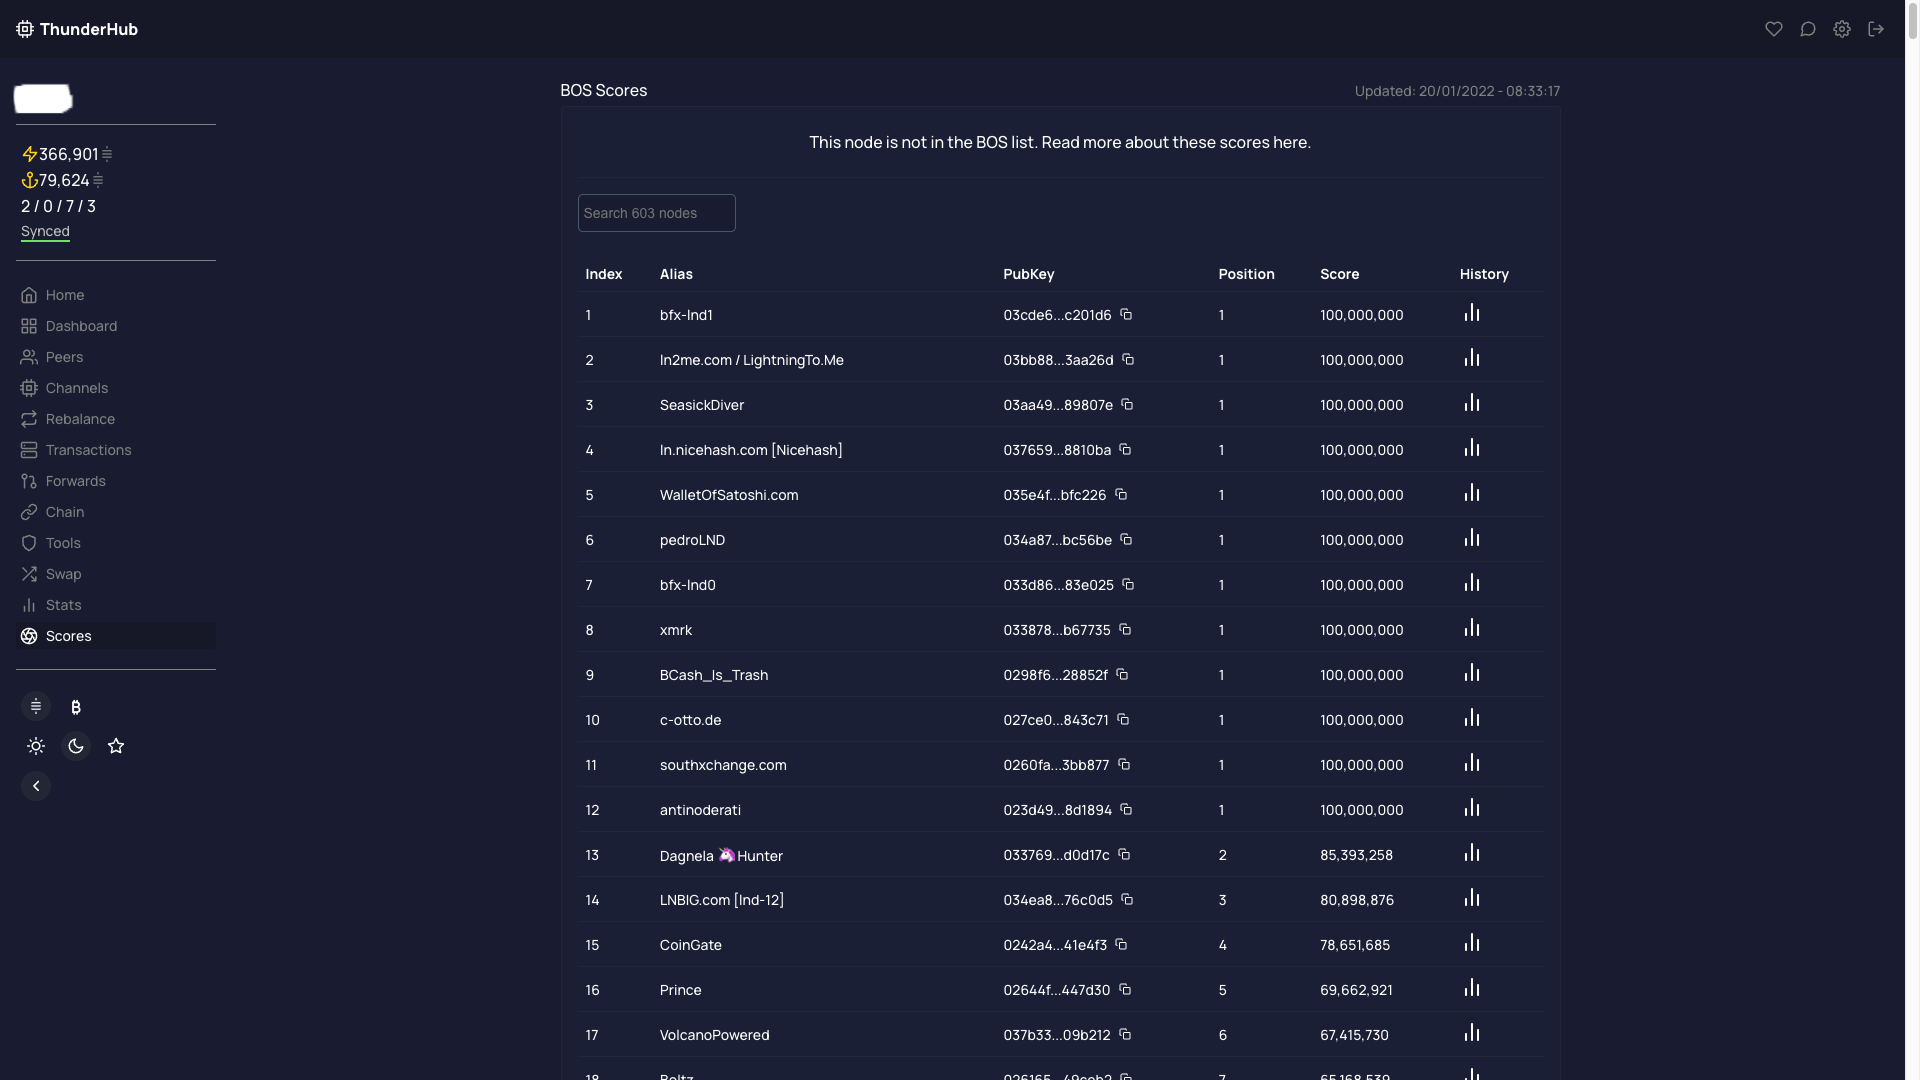 ThunderHub
366,901
79,624
2 / 0 / 7 / 3
Synced
Home
Dashboard
Peers
Channels
Rebalance
Transactions
Forwards
Chain
Tools
Swap
Stats
Scores
BOS Scores Updated: 20/01/2022 - 08:33:17
This node is not in the BOS list. Read more about these scores here.
Search 603 nodes
Index Alias PubKey Position Score History
1 bfx-lnd1 03cde6...c201d6 1 100,000,000
2 ln2me.com / LightningTo.Me 03bb88...3aa26d 1 100,000,000
3 SeasickDiver 03aa49...89807e 1 100,000,000
4 ln.nicehash.com [Nicehash] 037659...8810ba 1 100,000,000
5 WalletOfSatoshi.com 035e4f...bfc226 1 100,000,000
6 pedroLND 034a87...bc56be 1 100,000,000
7 bfx-lnd0 033d86...83e025 1 100,000,000
8 xmrk 033878...b67735 1 100,000,000
9 BCash_Is_Trash 0298f6...28852f 1 100,000,000
10 c-otto.de 027ce0...843c71 1 100,000,000
11 southxchange.com 0260fa...3bb877 1 100,000,000
12 antinoderati 023d49...8d1894 1 100,000,000
13 Dagnela 🦄Hunter 033769...d0d17c 2 85,393,258
14 LNBIG.com [lnd-12] 034ea8...76c0d5 3 80,898,876
15 CoinGate 0242a4...41e4f3 4 78,651,685
16 Prince 02644f...447d30 5 69,662,921
17 VolcanoPowered 037b33...09b212 6 67,415,730
18 Boltz 026165...49ceb2 7 65,168,539